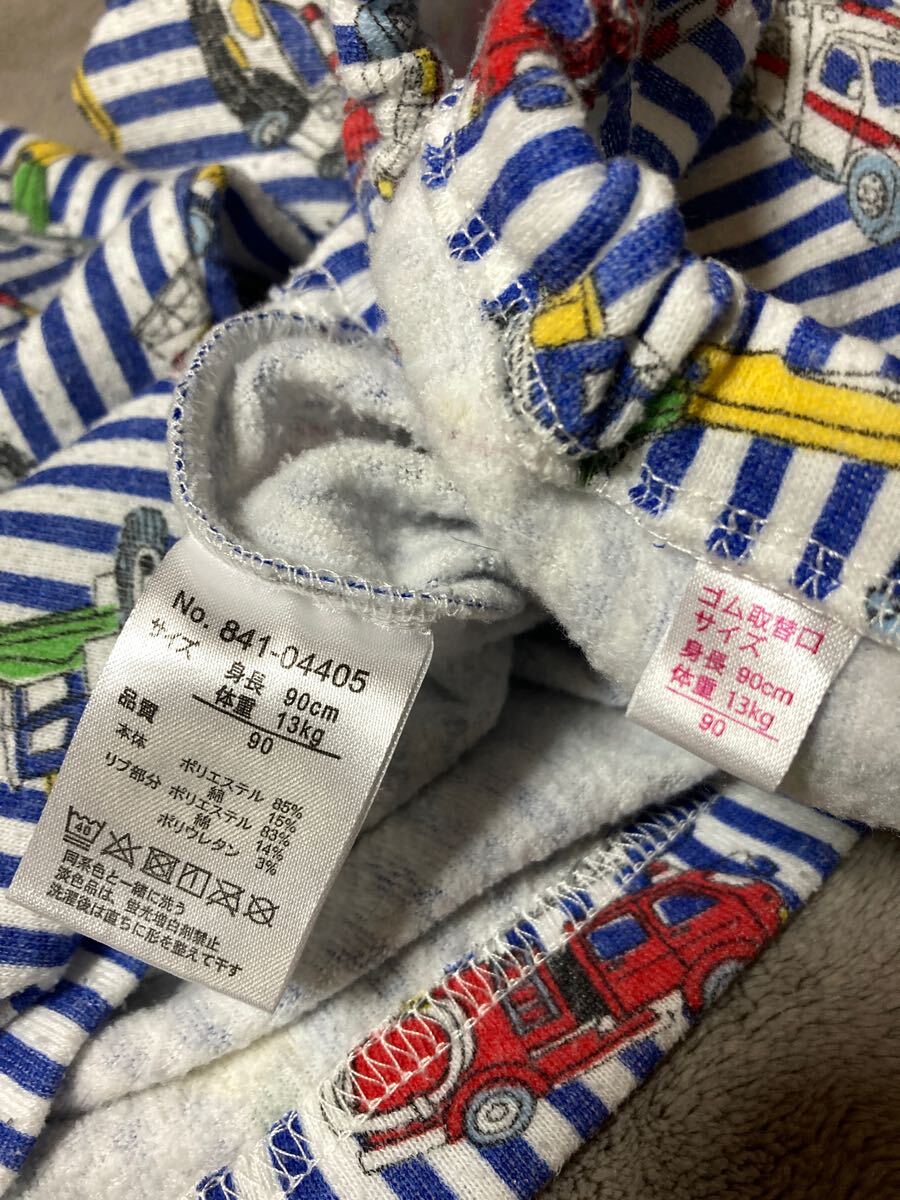 No. 841-04405
サイズ
身長 90cm
体重 13kg
90
品質
本体 ポリエステル 85%
綿 15%
リブ部分 ポリエステル 83%
綿 14%
ポリウレタン 3%
40
同系色と一緒に洗う
淡色品は、蛍光増白剤禁止
洗濯後は直ちに形を整えて干す
ゴム取替口
サイズ
身長 90cm
体重 13kg
90